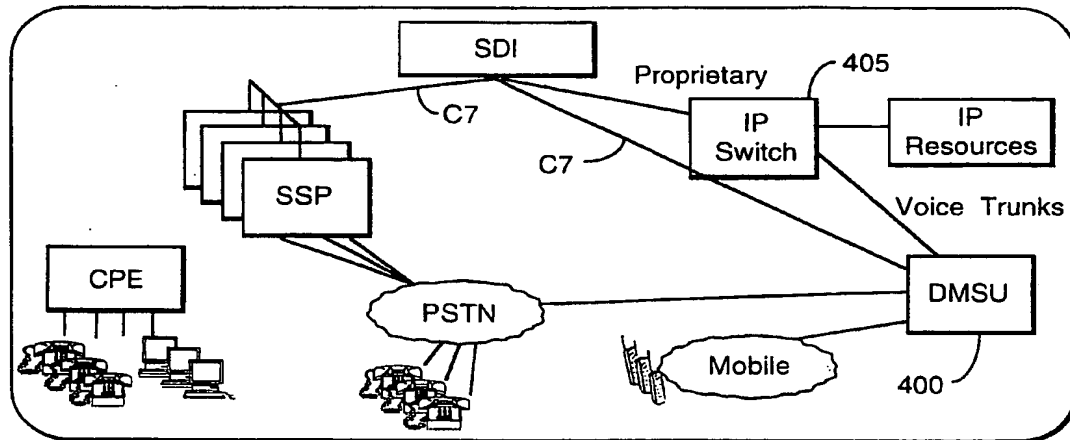 SDI
Proprietary
405
C7
IP
Switch
IP
Resources
C7
SSP
Voice Trunks
CPE
PSTN
DMSU
Mobile
400